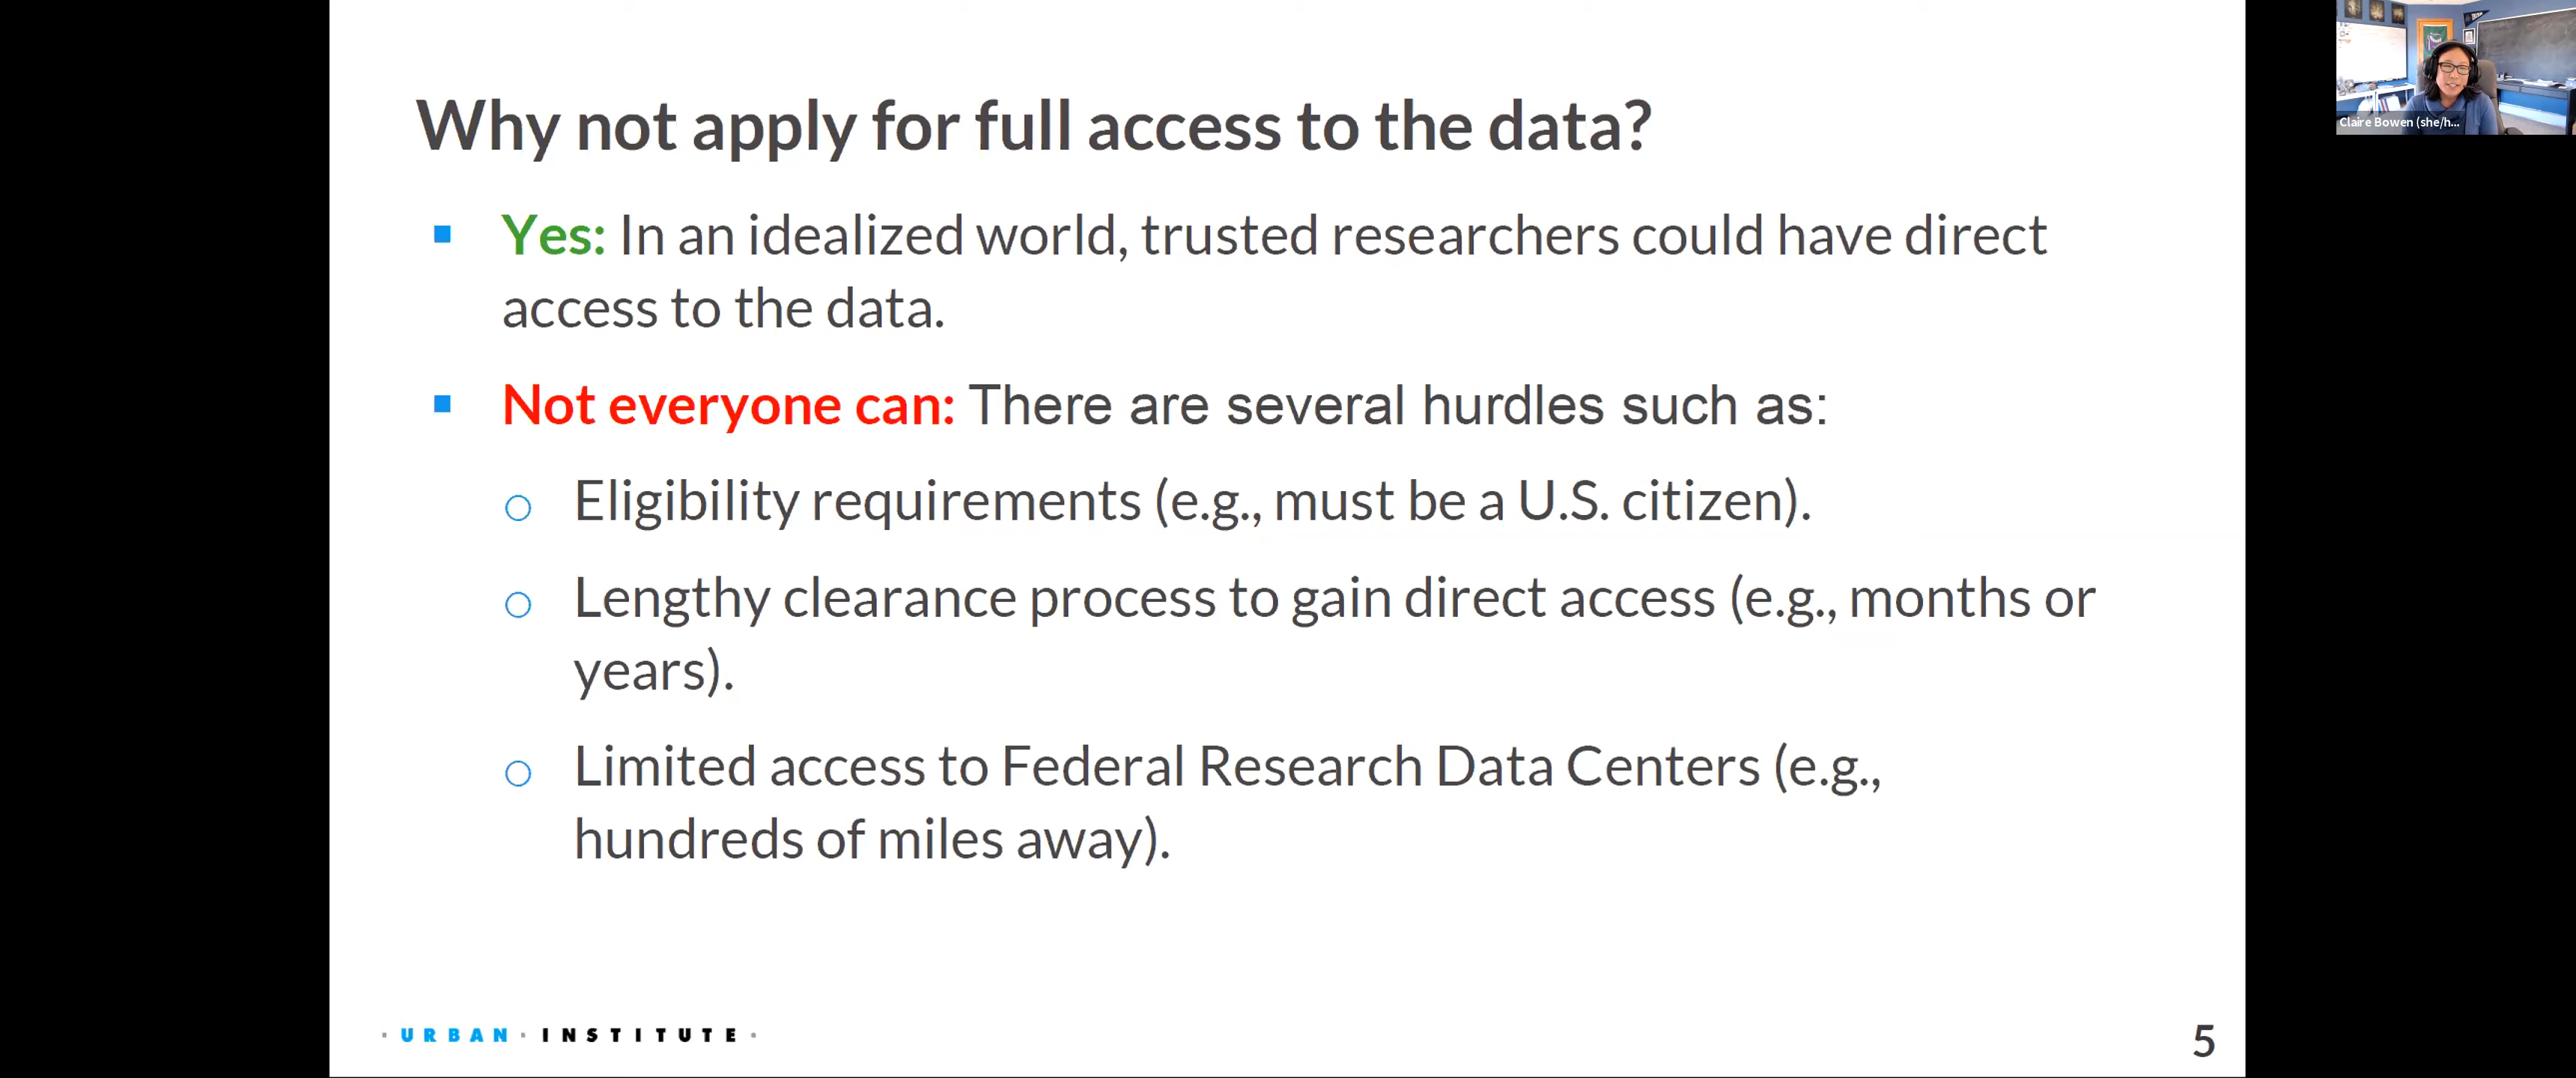 Why not apply for full access to the data?
Yes: In an idealized world, trusted researchers could have direct
access to the data.
Not everyone can: There are several hurdles such as:
Eligibility requirements (e.g., must be a U.S. citizen).
Lengthy clearance process to gain direct access (e.g., months or
years).
Limited access to Federal Research Data Centers (e.g.,
hundreds of miles away).
· URBAN · INSTITUTE ·
5
Claire Bowen (she/h...